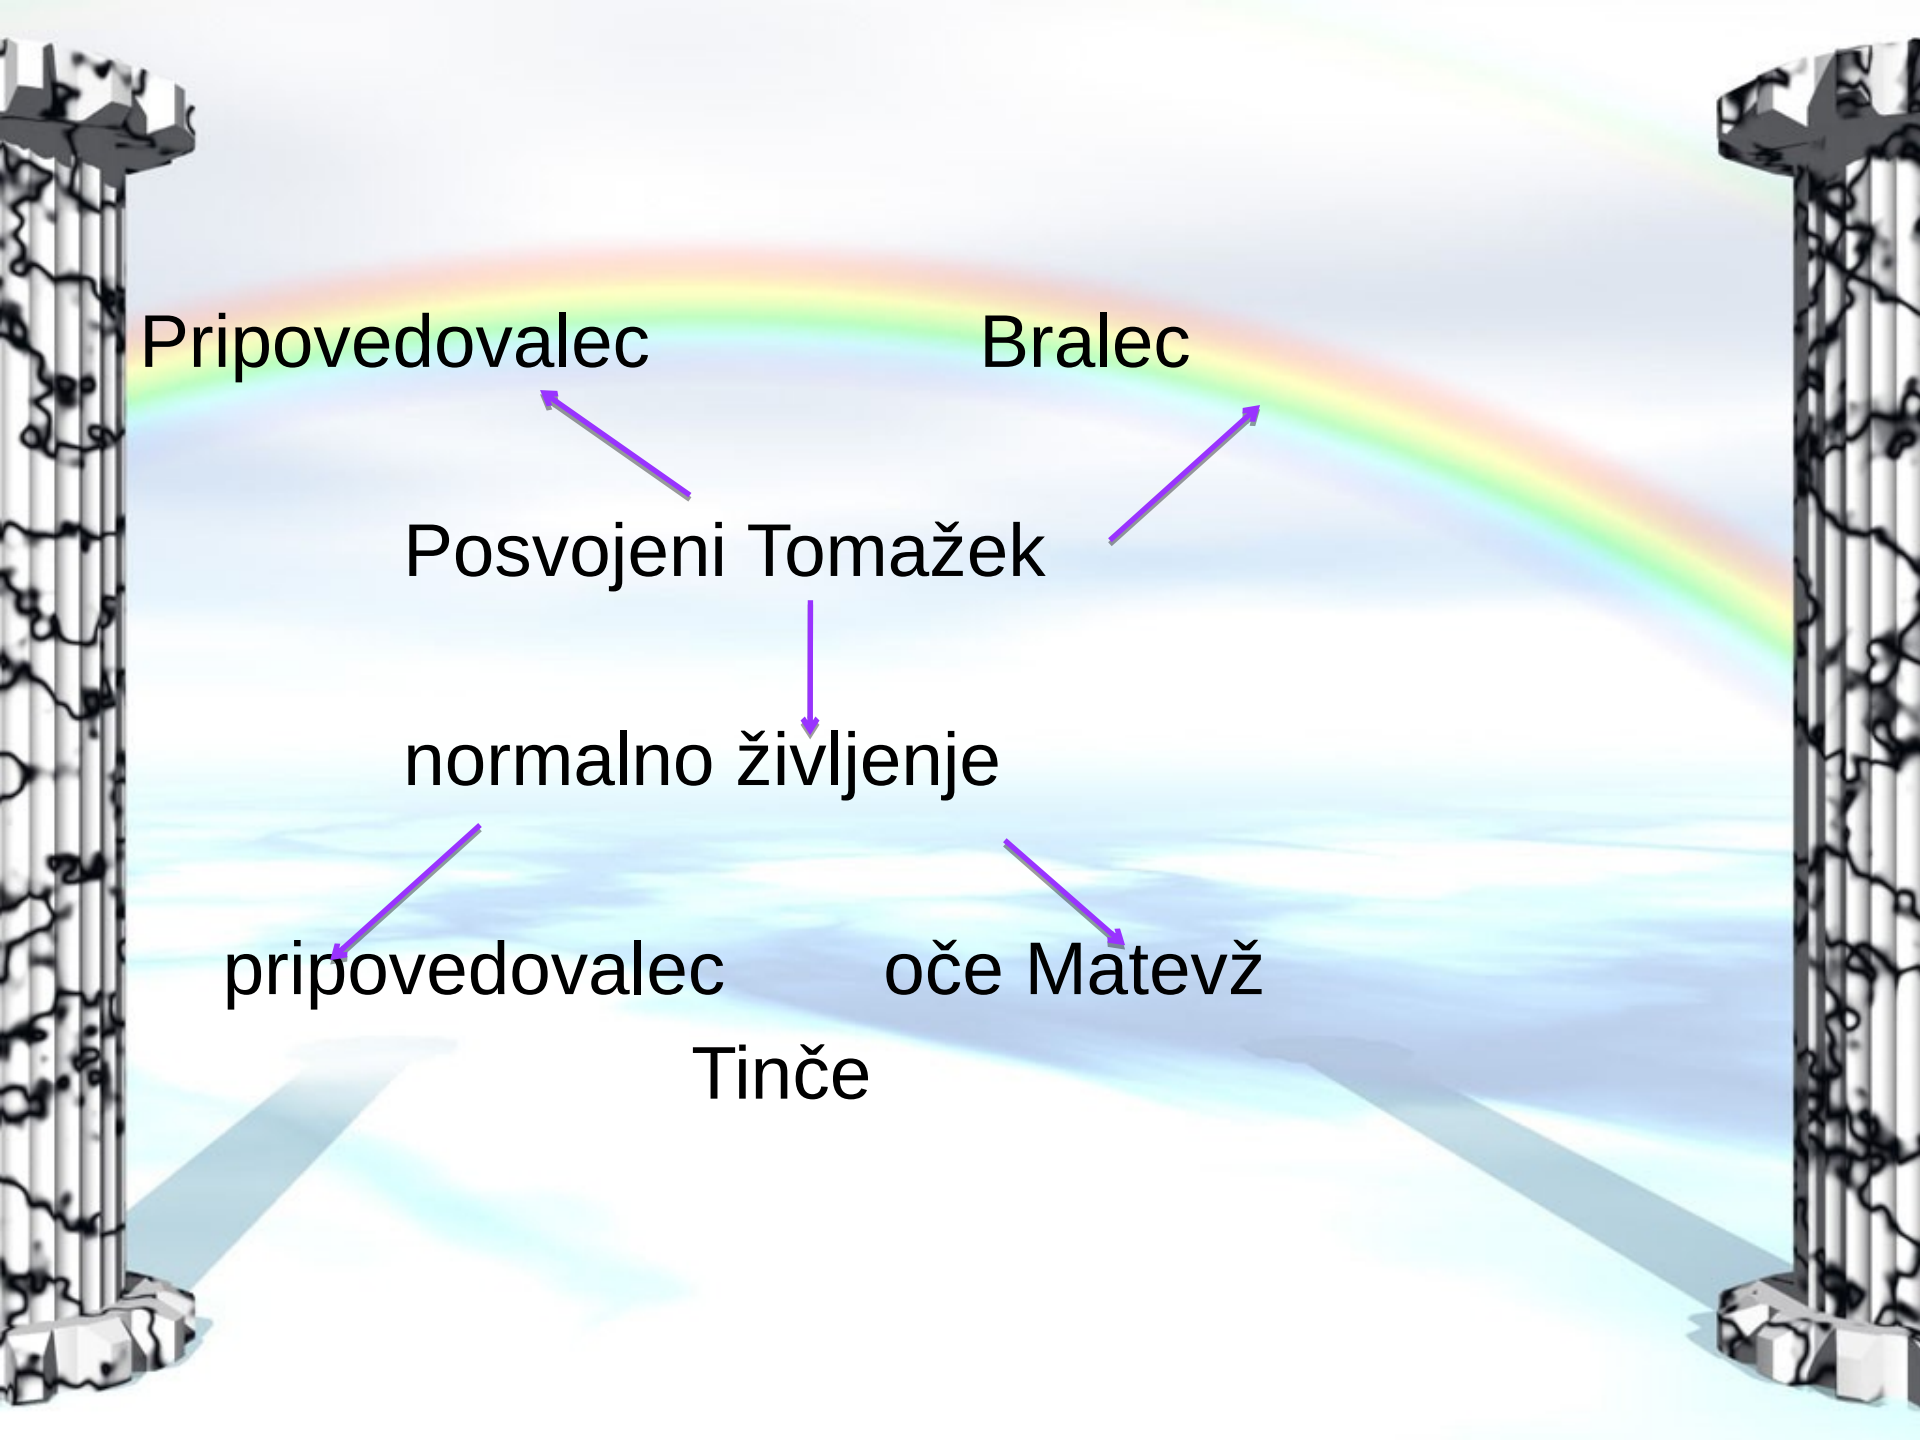 Pripovedovalec Bralec
Posvojeni Tomažek
normalno življenje
pripovedovalec oče Matevž
Tinče